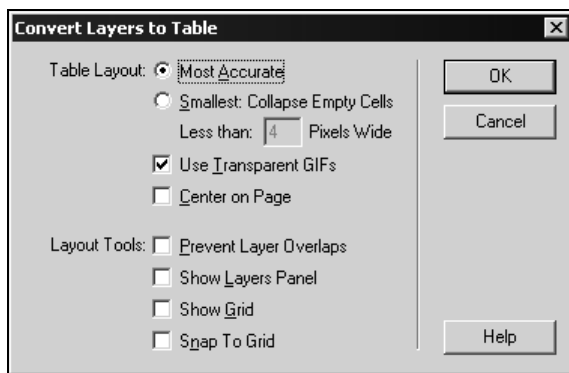 Convert Layers to Table
Table Layout: Most Accurate
Smallest: Collapse Empty Cells
Less than: 4 Pixels Wide
Use Transparent GIFs
Center on Page
Layout Tools: Prevent Layer Overlaps
Show Layers Panel
Show Grid
Snap To Grid
OK
Cancel
Help